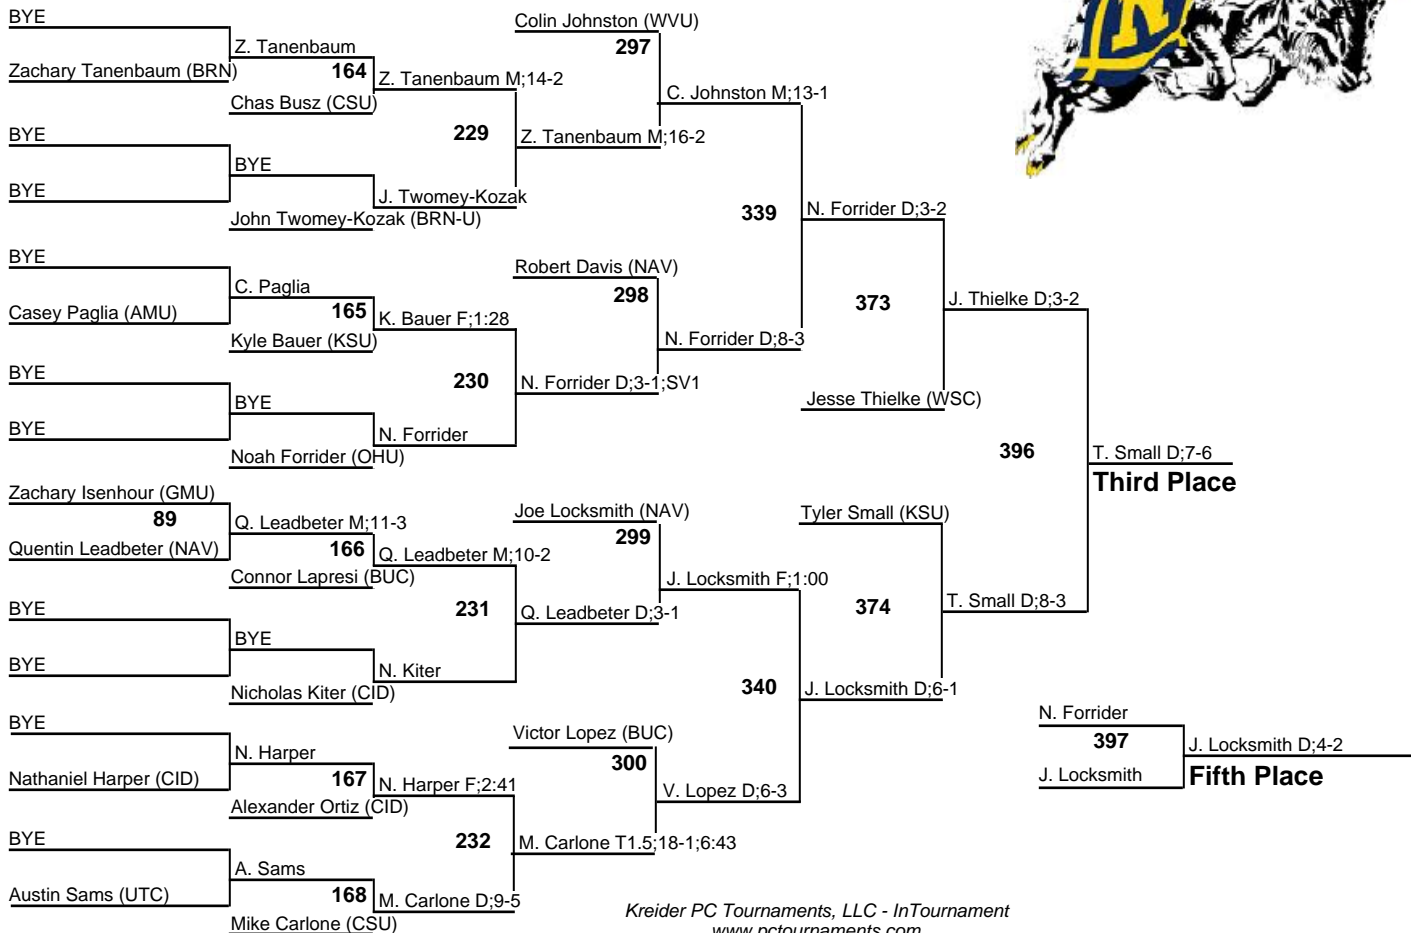 BYE
Colin Johnston (WVU)
Z. Tanenbaum
297
Zachary Tanenbaum (BRN)
164
Z. Tanenbaum M;14-2
Chas Busz (CSU)
C. Johnston M;13-1
BYE
229
Z. Tanenbaum M;16-2
BYE
BYE
J. Twomey-Kozak
John Twomey-Kozak (BRN-U)
339
N. Forrider D;3-2
BYE
Robert Davis (NAV)
C. Paglia
298
373
J. Thielke D;3-2
Casey Paglia (AMU)
165
K. Bauer F;1:28
Kyle Bauer (KSU)
N. Forrider D;8-3
BYE
230
N. Forrider D;3-1;SV1
BYE
Jesse Thielke (WSC)
BYE
N. Forrider
Noah Forrider (OHU)
396
T. Small D;7-6
Third Place
Zachary Isenhour (GMU)
89
Joe Locksmith (NAV)
Tyler Small (KSU)
Q. Leadbeter M;11-3
299
Quentin Leadbeter (NAV)
166
Q. Leadbeter M;10-2
Connor Lapresi (BUC)
J. Locksmith F;1:00
BYE
231
Q. Leadbeter D;3-1
374
T. Small D;8-3
BYE
BYE
N. Kiter
Nicholas Kiter (CID)
340
J. Locksmith D;6-1
BYE
Victor Lopez (BUC)
N. Forrider
N. Harper
300
397
J. Locksmith D;4-2
Nathaniel Harper (CID)
167
N. Harper F;2:41
V. Lopez D;6-3
J. Locksmith
Fifth Place
Alexander Ortiz (CID)
BYE
232
M. Carlone T1.5;18-1;6:43
A. Sams
Austin Sams (UTC)
168
M. Carlone D;9-5
Mike Carlone (CSU)
Kreider PC Tournaments, LLC - InTournament
www.pctournaments.com
N